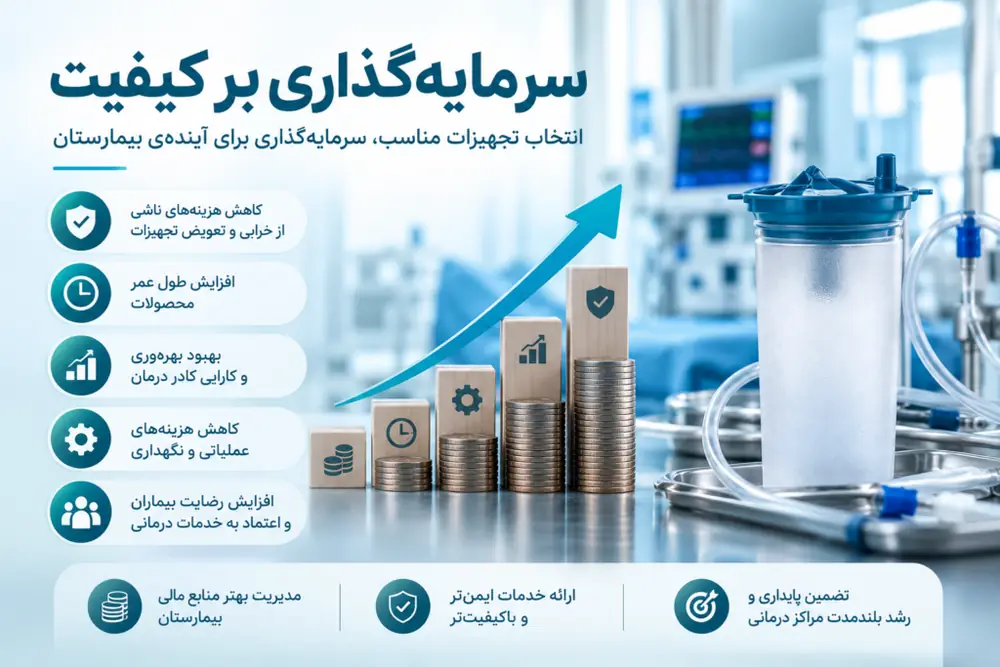 سرمایه‌گذاری بر کیفیت
انتخاب تجهیزات مناسب، سرمایه‌گذاری برای آینده‌ی بیمارستان
کاهش هزینه‌های ناشی
از خرابی و تعویض تجهیزات
افزایش طول عمر
محصولات
بهبود بهره‌وری
و کارایی کادر درمان
کاهش هزینه‌های
عملیاتی و نگهداری
افزایش رضایت بیماران
و اعتماد به خدمات درمانی
تضمین پایداری و
رشد بلندمدت مراکز درمانی
ارائه خدمات ایمن‌تر
و باکیفیت‌تر
مدیریت بهتر منابع مالی
بیمارستان